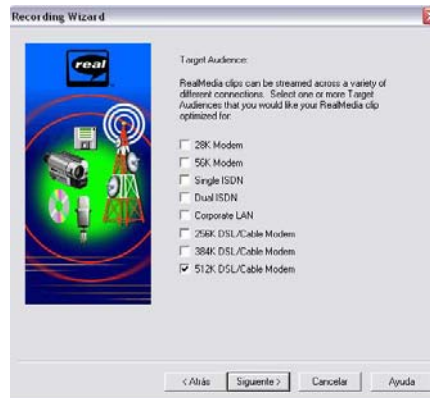 Recording Wizard
real
Target Audience:
RealMedia clips can be streamed across a variety of
different connections. Select one or more Target
Audiences that you would like your RealMedia clip
optimized for:
28K Modem
56K Modem
Single ISDN
Dual ISDN
Corporate LAN
256K DSL/Cable Modem
384K DSL/Cable Modem
512K DSL/Cable Modem
< Atrás
Siguiente >
Cancelar
Ayuda